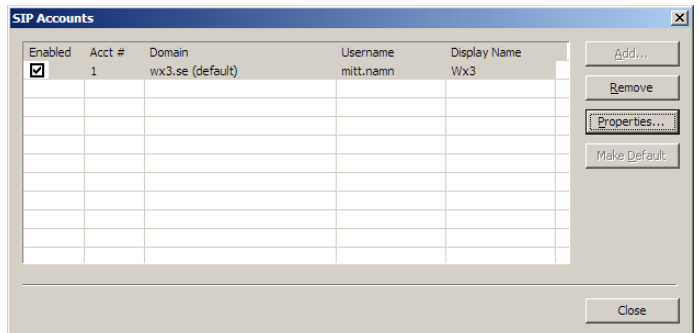 SIP Accounts
Enabled Acct # Domain Username Display Name
1 wx3.se (default) mitt.namn Wx3
Add...
Remove
Properties...
Make Default
Close